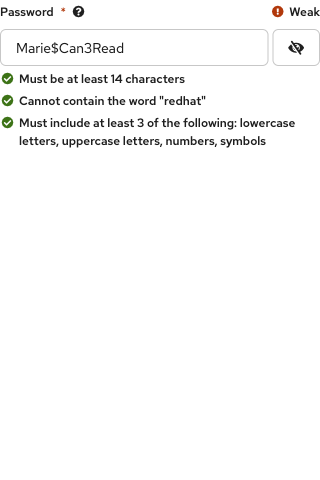 Password * Weak
Marie$Can3Read
Must be at least 14 characters
Cannot contain the word "redhat"
Must include at least 3 of the following: lowercase
letters, uppercase letters, numbers, symbols